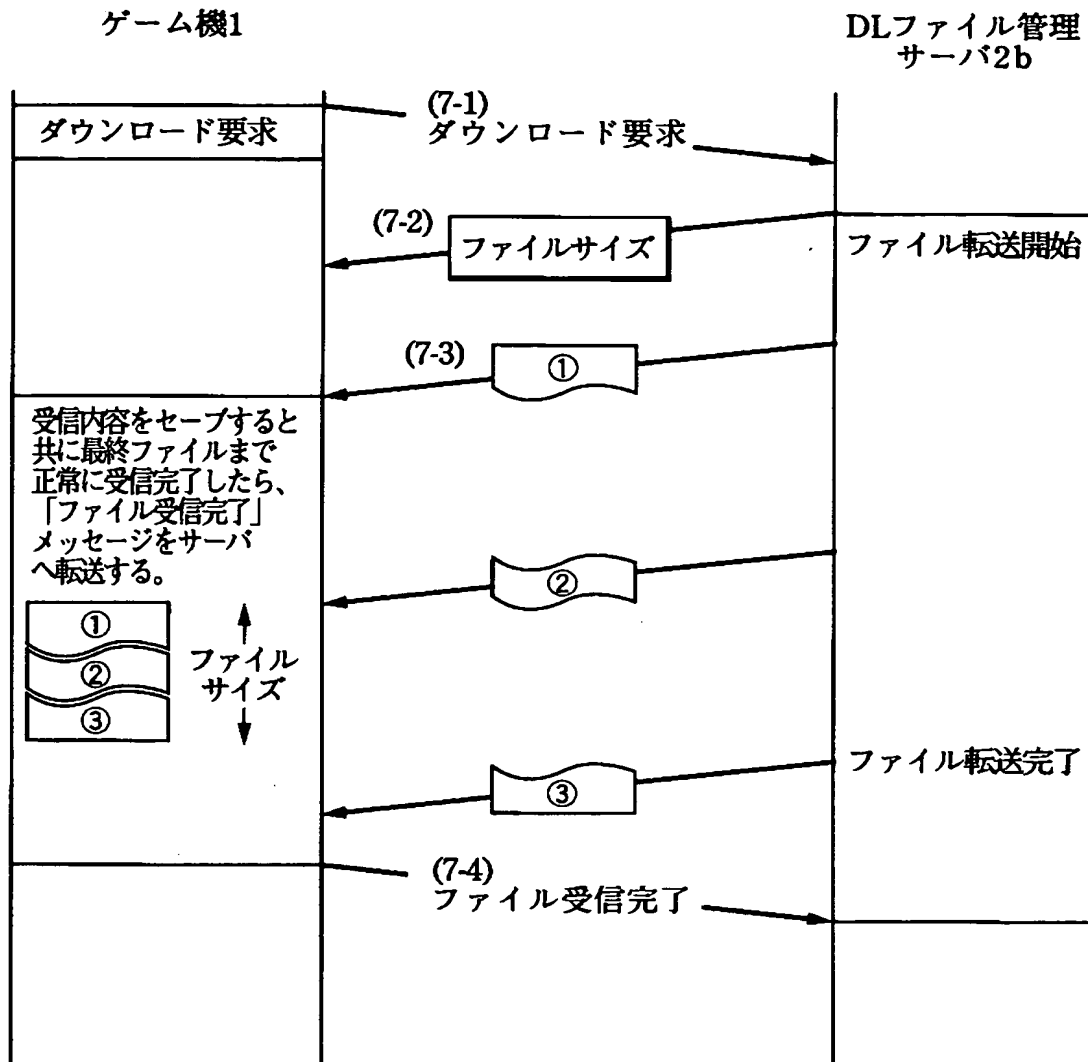 ゲーム機1
DLファイル管理
サーバ2b
(7-1)
ダウンロード要求
ダウンロード要求
(7-2)
ファイルサイズ
ファイル転送開始
(7-3)
①
受信内容をセーブすると
共に最終ファイルまで
正常に受信完了したら、
「ファイル受信完了」
メッセージをサーバ
へ転送する。
②
①
②
③
ファイル
サイズ
ファイル転送完了
③
(7-4)
ファイル受信完了